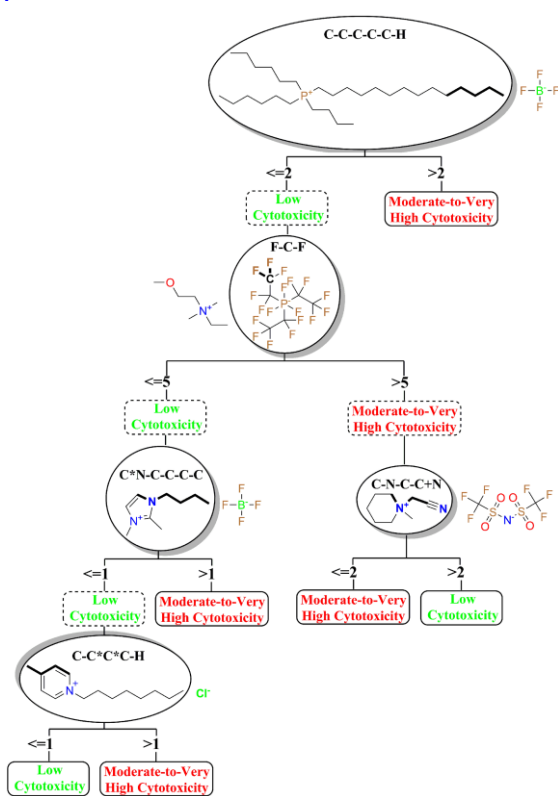 C-C-C-C-C-H
P+
F
F B- F
F
<=2 >2
Low
Cytotoxicity
Moderate-to-Very
High Cytotoxicity
F-C-F
F
F C F
O
N+
F F
F P F
F F F
F F
F F
F F
F F
<=5 >5
Low
Cytotoxicity
Moderate-to-Very
High Cytotoxicity
C*N-C-C-C-C
N
N+
F
F B- F
F
C-N-C-C+N
N+
N
F F
F S O O S F
O N- O
F F
<=1 >1
Low
Cytotoxicity
Moderate-to-Very
High Cytotoxicity
<=2 >2
Moderate-to-Very
High Cytotoxicity
Low
Cytotoxicity
C-C*C*C-H
N+
Cl-
<=1 >1
Low
Cytotoxicity
Moderate-to-Very
High Cytotoxicity